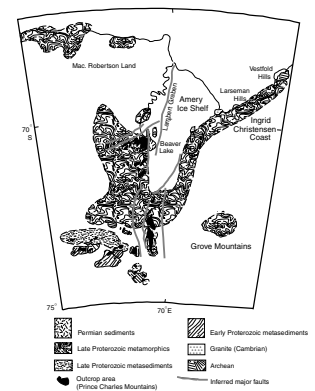 Mac. Robertson Land
Vestfold
Hills
Larseman
Hills
Amery
Ice Shelf
Lambert Graben
Ingrid
Christensen
Coast
70°
S
70°
Beaver
Lake
Grove Mountains
75°
70°E
Permian sediments
Early Proterozoic metasediments
Late Proterozoic metamorphics
Granite (Cambrian)
Late Proterozoic metasediments
Archean
Outcrop area
(Prince Charles Mountains)
Inferred major faults